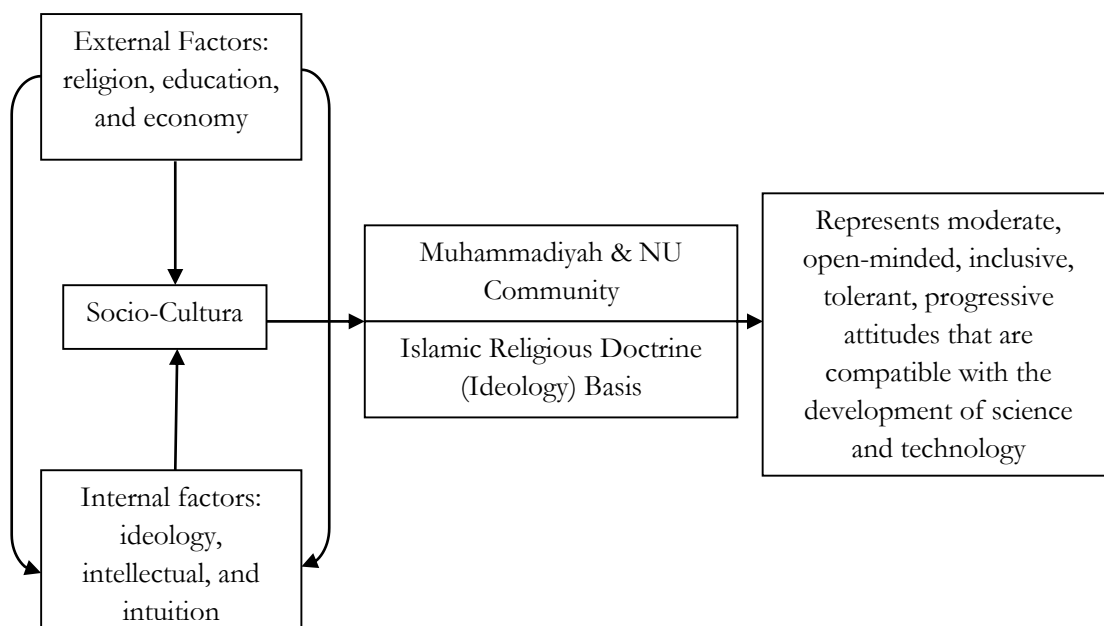 External Factors:
religion, education,
and economy
Socio-Cultura
Internal factors:
ideology,
intellectual, and
intuition
Muhammadiyah & NU
Community
Islamic Religious Doctrine
(Ideology) Basis
Represents moderate,
open-minded, inclusive,
tolerant, progressive
attitudes that are
compatible with the
development of science
and technology